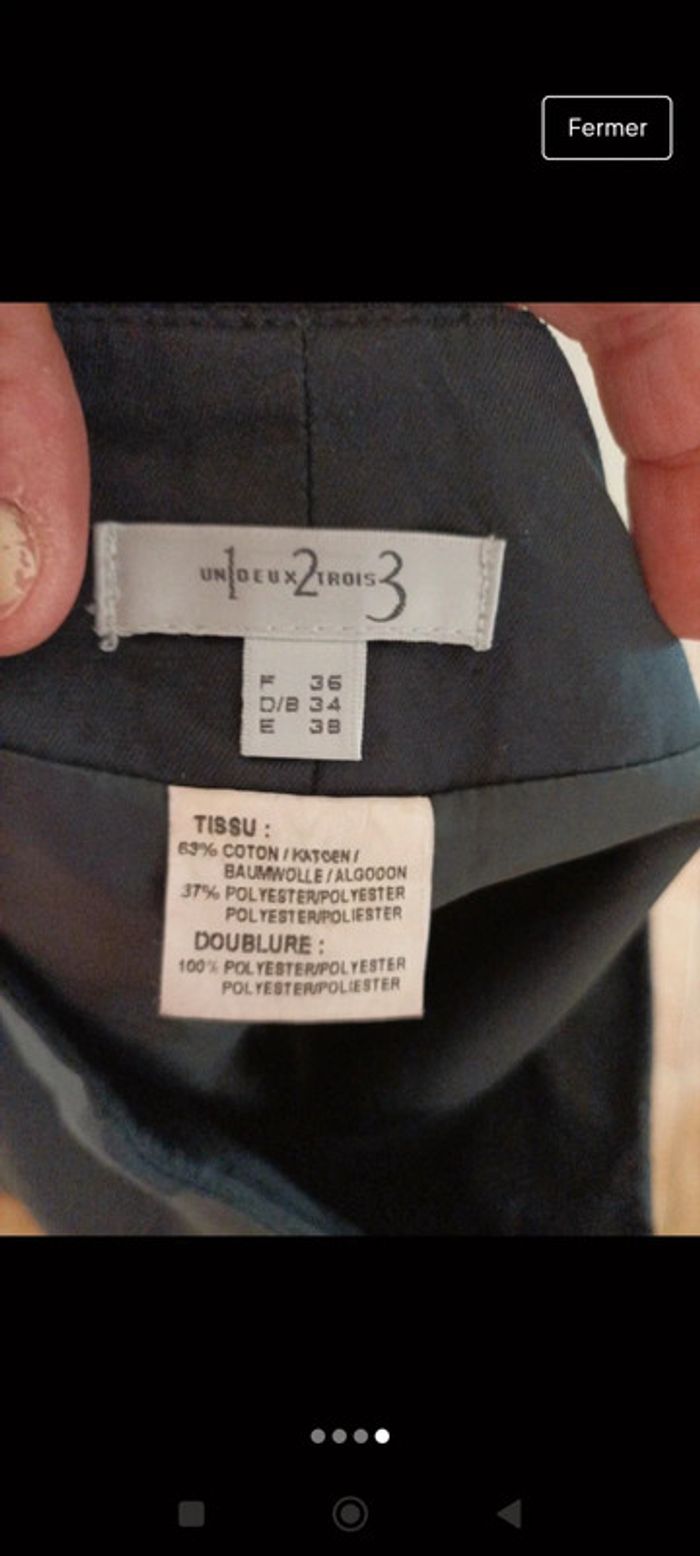 Fermer
UN1DEUX2TROIS3
F 36
D/B 34
E 38
TISSU :
63% COTON / KATOEN /
BAUMWOLLE / ALGODON
37% POLYESTER/POLYESTER
POLYESTER/POLIESTER
DOUBLURE :
100% POLYESTER/POLYESTER
POLYESTER/POLIESTER